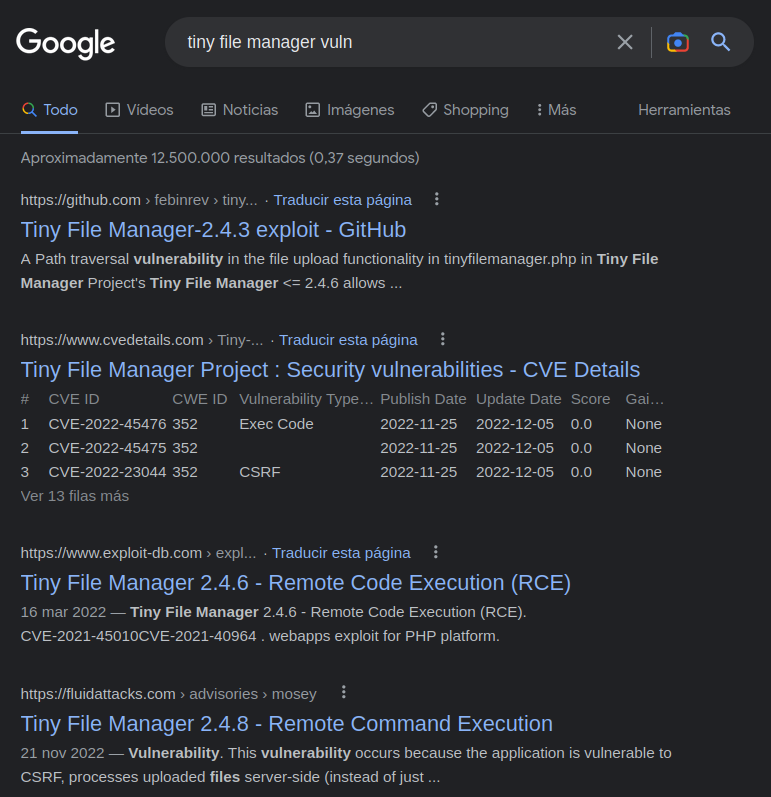 Google
tiny file manager vuln
Todo Videos Noticias Imágenes Shopping Más Herramientas
Aproximadamente 12.500.000 resultados (0,37 segundos)
https://github.com › febinrev › tiny... · Traducir esta página
Tiny File Manager-2.4.3 exploit - GitHub
A Path traversal vulnerability in the file upload functionality in tinyfilemanager.php in Tiny File
Manager Project's Tiny File Manager <= 2.4.6 allows ...
https://www.cvedetails.com › Tiny-... · Traducir esta página
Tiny File Manager Project : Security vulnerabilities - CVE Details
# CVE ID CWE ID Vulnerability Type… Publish Date Update Date Score Gai…
1 CVE-2022-45476 352 Exec Code 2022-11-25 2022-12-05 0.0 None
2 CVE-2022-45475 352 2022-11-25 2022-12-05 0.0 None
3 CVE-2022-23044 352 CSRF 2022-11-25 2022-12-05 0.0 None
Ver 13 filas más
https://www.exploit-db.com › expl... · Traducir esta página
Tiny File Manager 2.4.6 - Remote Code Execution (RCE)
16 mar 2022 — Tiny File Manager 2.4.6 - Remote Code Execution (RCE).
CVE-2021-45010CVE-2021-40964 . webapps exploit for PHP platform.
https://fluidattacks.com › advisories › mosey
Tiny File Manager 2.4.8 - Remote Command Execution
21 nov 2022 — Vulnerability. This vulnerability occurs because the application is vulnerable to
CSRF, processes uploaded files server-side (instead of just ...